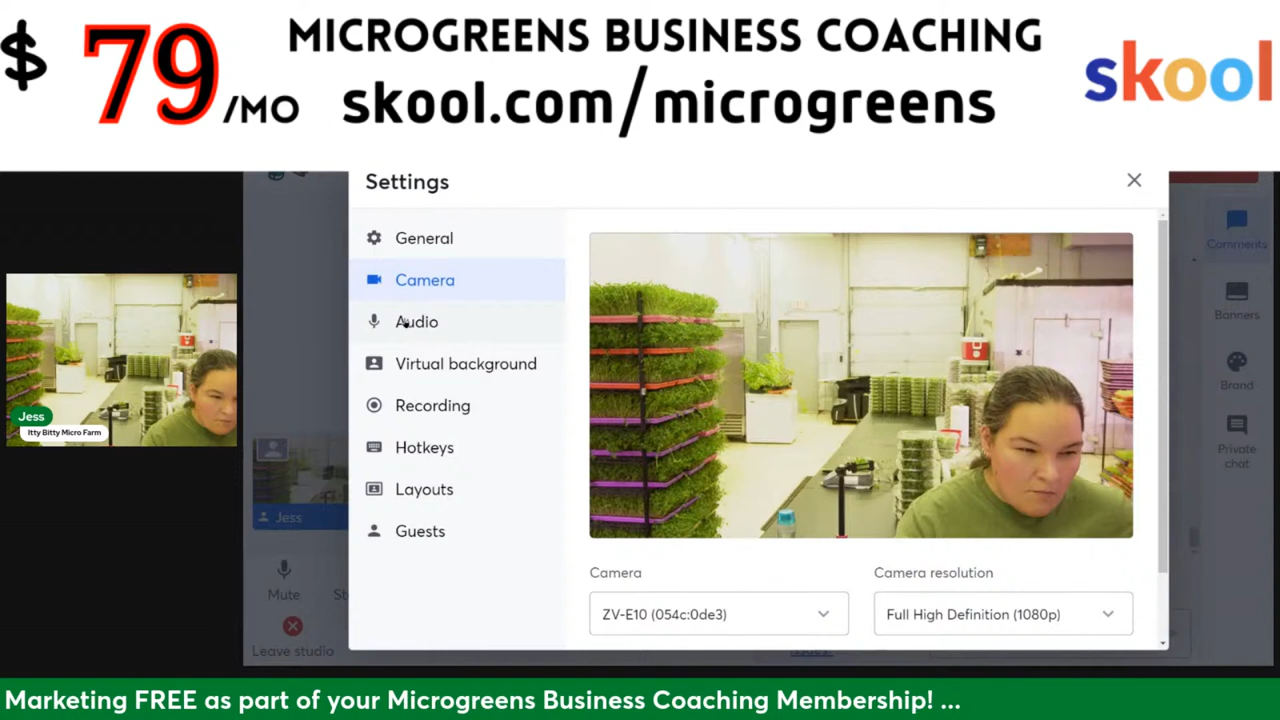 $ 79 /MO
MICROGREENS BUSINESS COACHING
skool.com/microgreens
skool
Settings
General
Camera
Audio
Virtual background
Recording
Hotkeys
Layouts
Guests
Camera
ZV-E10 (054c:0de3)
Camera resolution
Full High Definition (1080p)
Jess
Itty Bitty Micro Farm
Jess
Mute
St
Leave studio
Comments
Banners
Brand
Private
chat
Marketing FREE as part of your Microgreens Business Coaching Membership! ...